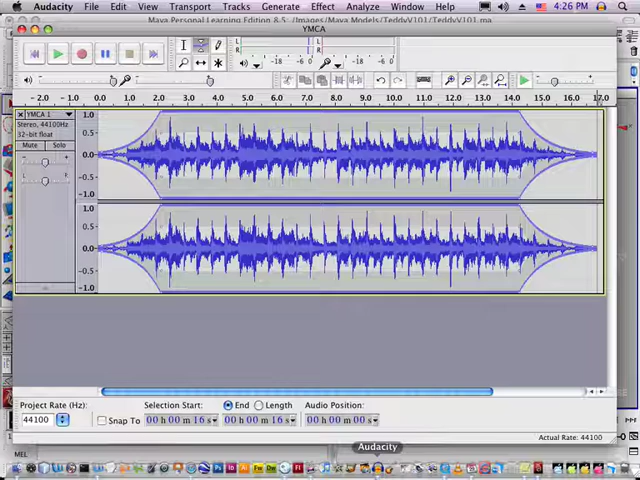 Audacity File Edit View Transport Tracks Generate Effect Analyze Window Help 4:26 PM
Maya Personal Learning Edition 8.5: /Images/Maya Models/TeddyV101/TeddyV101.ma
YMCA
L
R
-36 -18 -6 0
-36 -18 -6 0
- 2.0 - 1.0 0.0 1.0 2.0 3.0 4.0 5.0 6.0 7.0 8.0 9.0 10.0 11.0 12.0 13.0 14.0 15.0 16.0 17.0
YMCA 1
Stereo, 44100Hz
32-bit float
Mute Solo
- +
L R
1.0
0.5
0.0
-0.5
-1.0
1.0
0.5
0.0
-0.5
-1.0
Project Rate (Hz): Selection Start: End Length Audio Position:
44100 Snap To 00 h 00 m 16 s 00 h 00 m 16 s 00 h 00 m 00 s
Audacity
Actual Rate: 44100
MEL